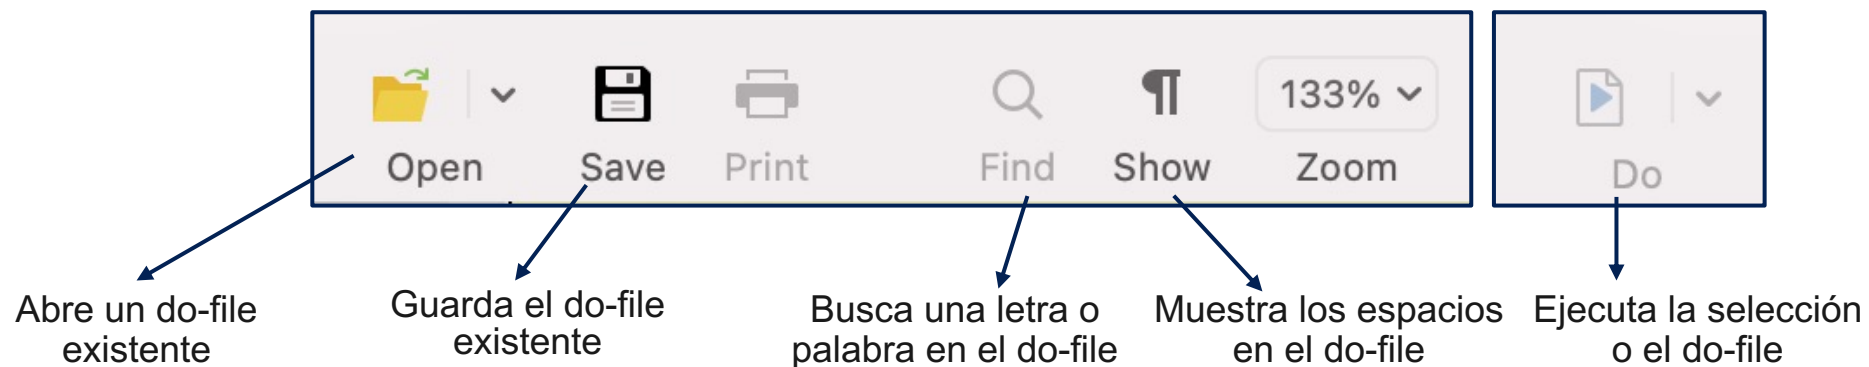 133%
Open
Save
Print
Find
Show
Zoom
Do
Abre un do-file
existente
Guarda el do-file
existente
Busca una letra o
palabra en el do-file
Muestra los espacios
en el do-file
Ejecuta la selección
o el do-file